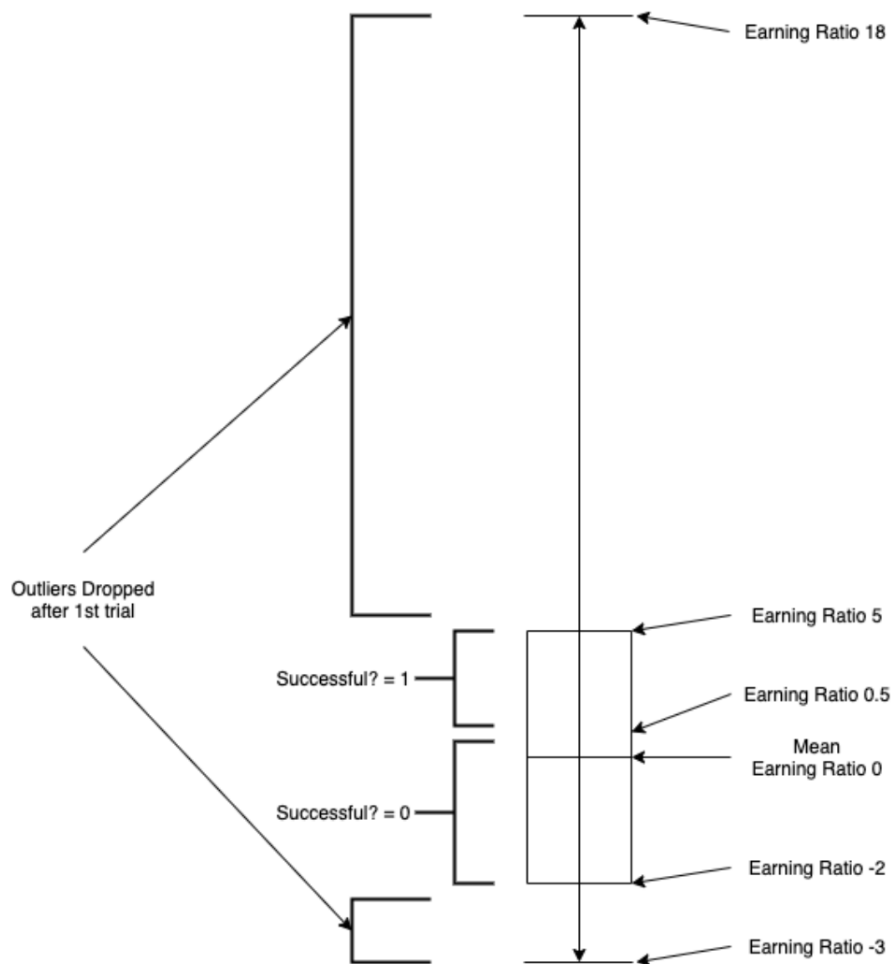 Earning Ratio 18
Outliers Dropped
after 1st trial
Earning Ratio 5
Successful? = 1
Earning Ratio 0.5
Mean
Earning Ratio 0
Successful? = 0
Earning Ratio -2
Earning Ratio -3